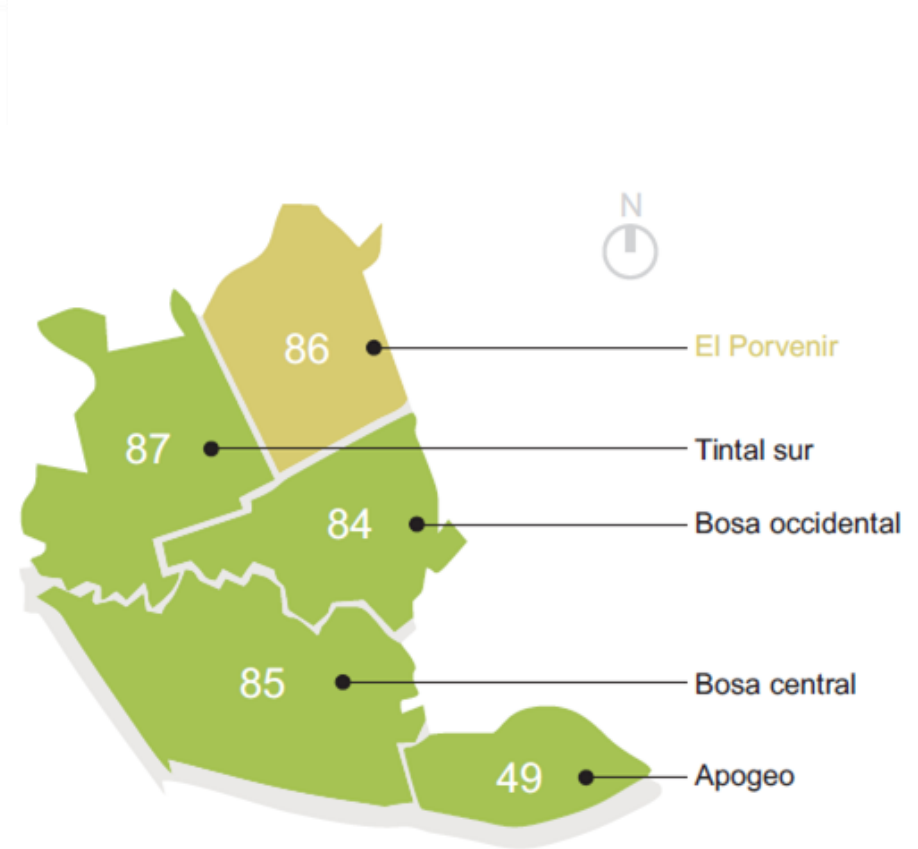 N
86
El Porvenir
87
Tintal sur
84
Bosa occidental
85
Bosa central
49
Apogeo